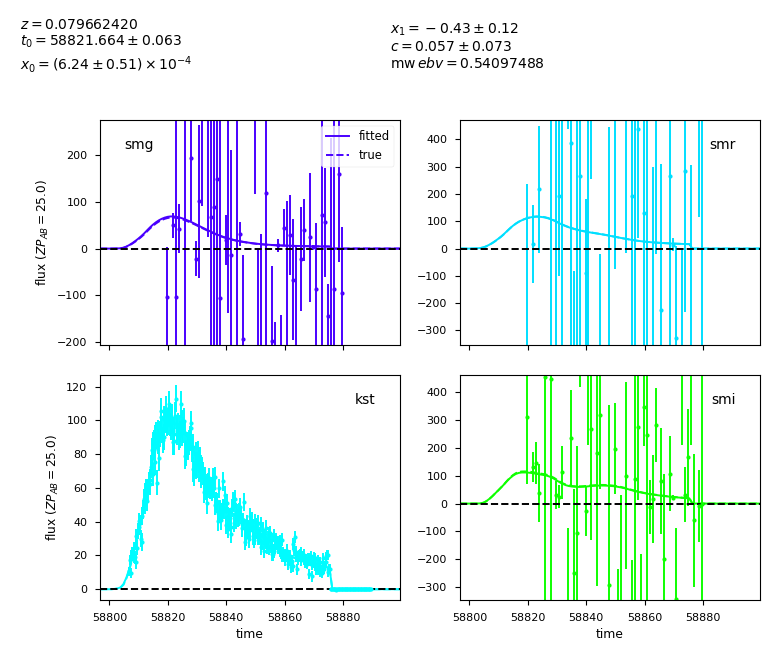 z = 0.079662420
t₀ = 58821.664 ± 0.063
x₀ = (6.24 ± 0.51) × 10⁻⁴
x₁ = −0.43 ± 0.12
c = 0.057 ± 0.073
mw ebv = 0.54097488
smg
fitted
true
200
100
0
−100
−200
flux (ZP_AB = 25.0)
smr
400
300
200
100
0
−100
−200
−300
kst
120
100
80
60
40
20
0
flux (ZP_AB = 25.0)
58800 58820 58840 58860 58880
time
smi
400
300
200
100
0
−100
−200
−300
58800 58820 58840 58860 58880
time